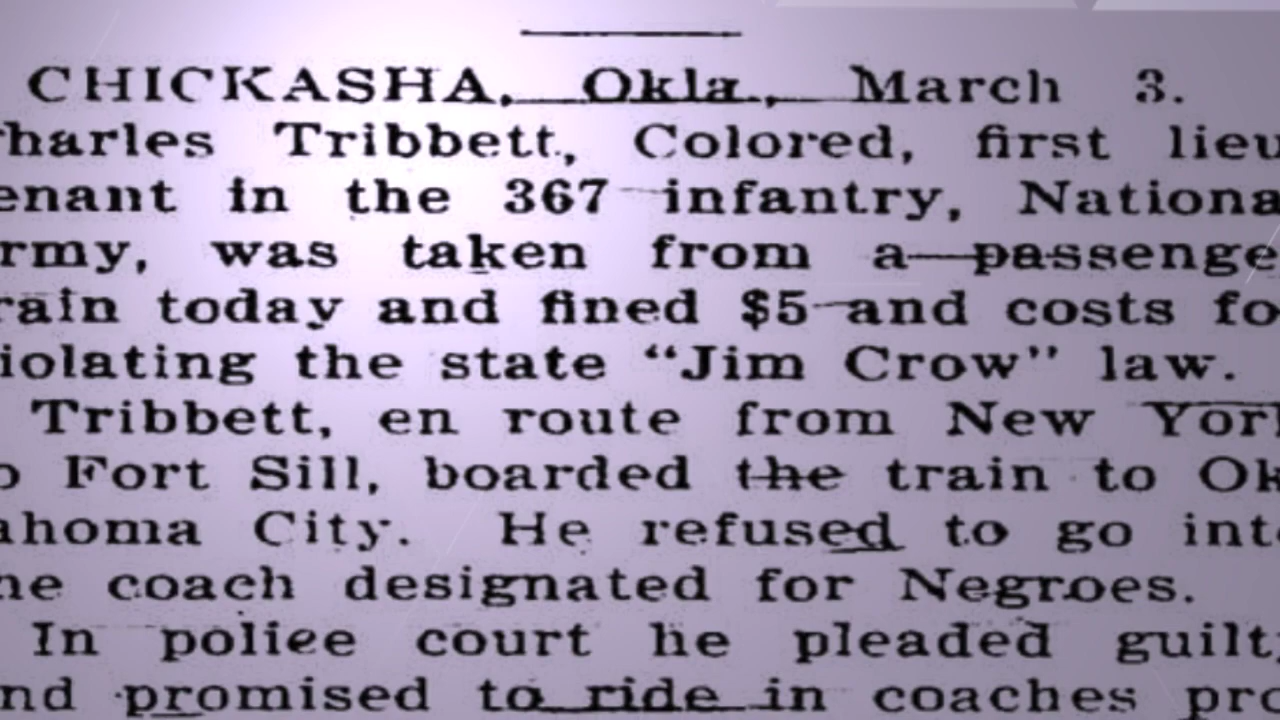 CHICKASHA, Okla., March 3.
harles Tribbett, Colored, first lieu
enant in the 367 infantry, Nationa
rmy, was taken from a passenge
rain today and fined $5 and costs fo
iolating the state “Jim Crow” law.
Tribbett, en route from New York
o Fort Sill, boarded the train to Ok
ahoma City. He refused to go int
he coach designated for Negroes.
In police court he pleaded guilty
nd promised to ride in coaches pro